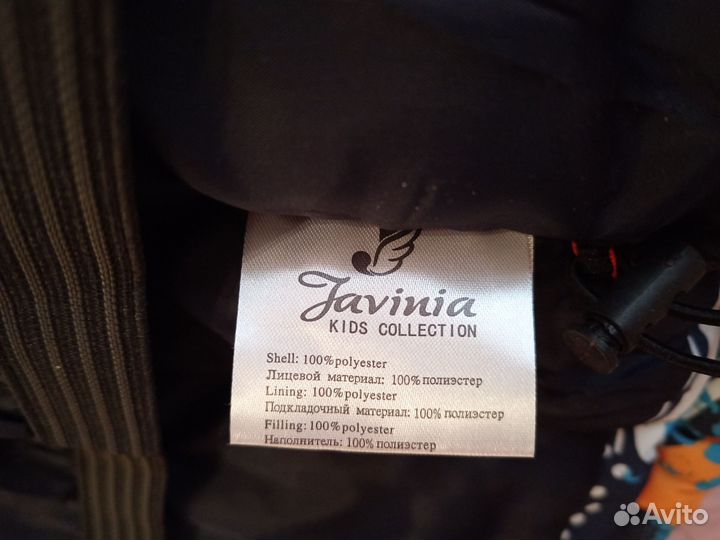 Javinia
KIDS COLLECTION
Shell: 100%polyester
Лицевой материал: 100%полиэстер
Lining: 100%polyester
Подкладочный материал: 100% полиэстер
Filling: 100%polyester
Наполнитель: 100% полиэстер
Avito